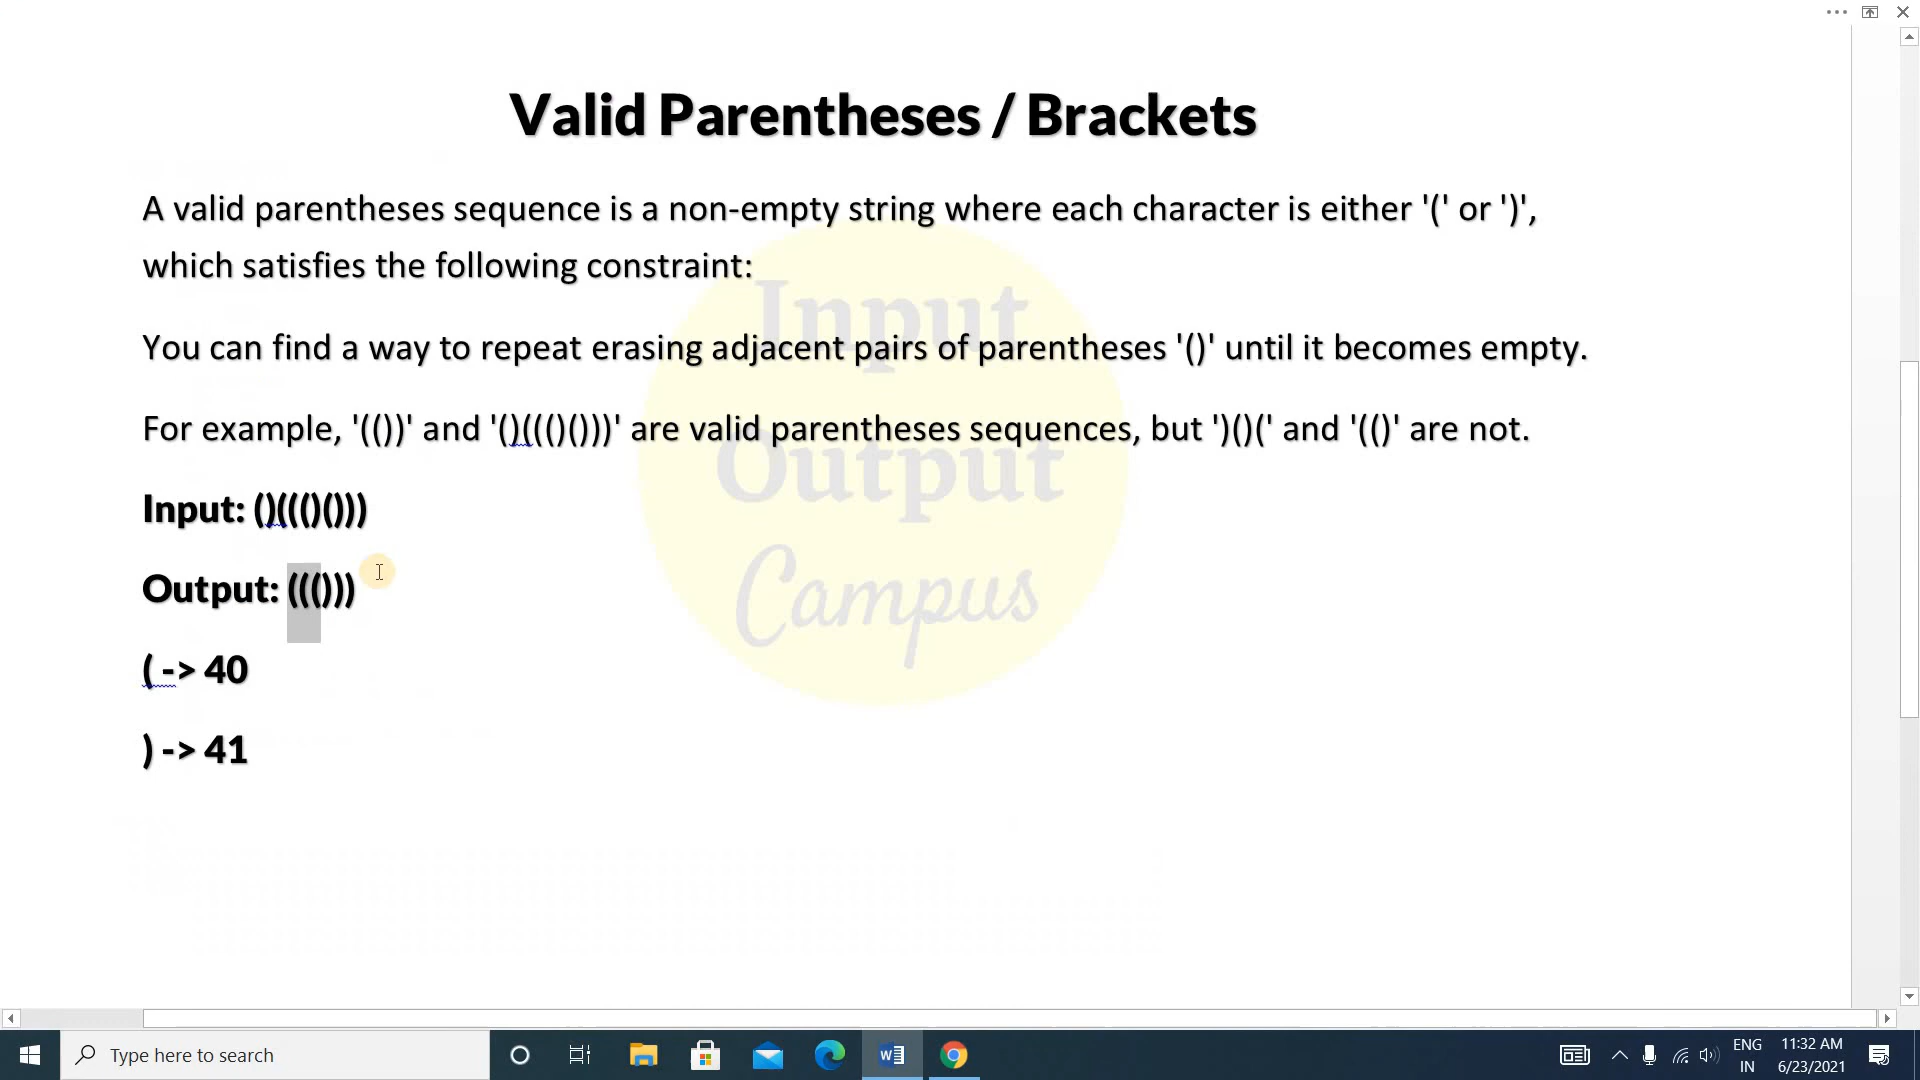 Valid Parentheses / Brackets
A valid parentheses sequence is a non-empty string where each character is either '(' or ')',
which satisfies the following constraint:
You can find a way to repeat erasing adjacent pairs of parentheses '()' until it becomes empty.
For example, '(())' and '()((()()))' are valid parentheses sequences, but ')()(' and '(()' are not.
Input: ()((()()))
Output: ((()))
( -> 40
) -> 41
Input
Output
Campus
Type here to search
ENG
IN
11:32 AM
6/23/2021